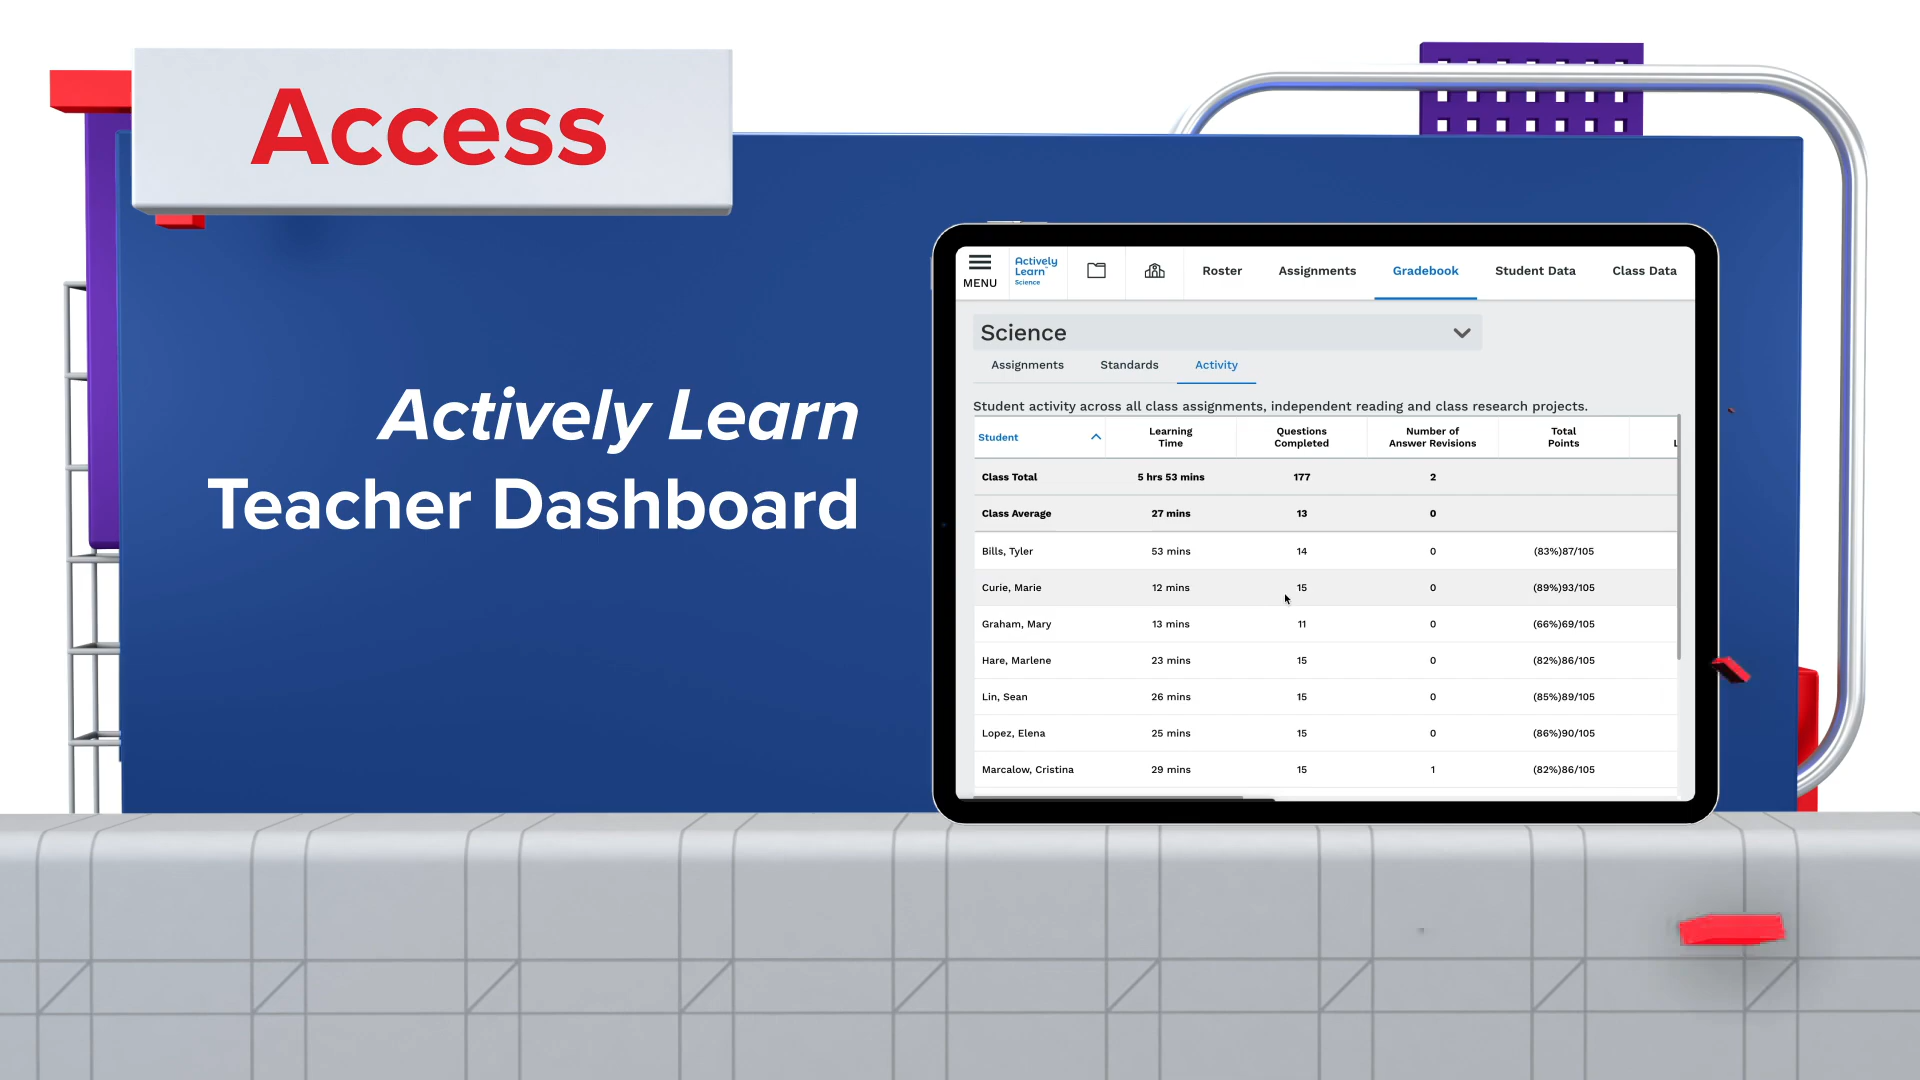 Access
Actively Learn
Teacher Dashboard
MENU
Actively
Learn
Science
Roster
Assignments
Gradebook
Student Data
Class Data
Science
Assignments
Standards
Activity
Student activity across all class assignments, independent reading and class research projects.
Student
Learning
Time
Questions
Completed
Number of
Answer Revisions
Total
Points
Class Total 5 hrs 53 mins 177 2
Class Average 27 mins 13 0
Bills, Tyler 53 mins 14 0 (83%)87/105
Curie, Marie 12 mins 15 0 (89%)93/105
Graham, Mary 13 mins 11 0 (66%)69/105
Hare, Marlene 23 mins 15 0 (82%)86/105
Lin, Sean 26 mins 15 0 (85%)89/105
Lopez, Elena 25 mins 15 0 (86%)90/105
Marcalow, Cristina 29 mins 15 1 (82%)86/105